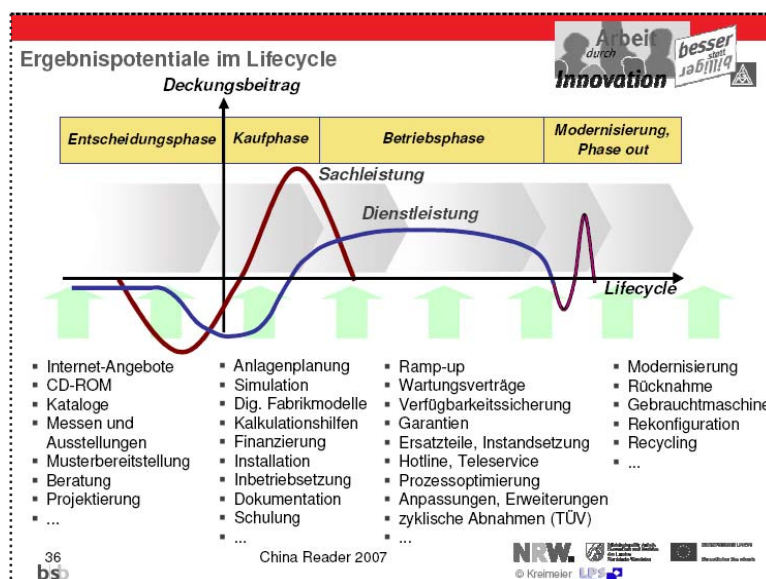 Arbeit
durch
Innovation
besser
statt
billiger
Ergebnispotentiale im Lifecycle
Deckungsbeitrag
Entscheidungsphase
Kaufphase
Betriebsphase
Modernisierung,
Phase out
Sachleistung
Dienstleistung
Lifecycle
▪ Internet-Angebote
▪ CD-ROM
▪ Kataloge
▪ Messen und
Ausstellungen
▪ Musterbereitstellung
▪ Beratung
▪ Projektierung
▪ ...
▪ Anlagenplanung
▪ Simulation
▪ Dig. Fabrikmodelle
▪ Kalkulationshilfen
▪ Finanzierung
▪ Installation
▪ Inbetriebsetzung
▪ Dokumentation
▪ Schulung
▪ ...
▪ Ramp-up
▪ Wartungsverträge
▪ Verfügbarkeitssicherung
▪ Garantien
▪ Ersatzteile, Instandsetzung
▪ Hotline, Teleservice
▪ Prozessoptimierung
▪ Anpassungen, Erweiterungen
▪ zyklische Abnahmen (TÜV)
▪ ...
▪ Modernisierung
▪ Rücknahme
▪ Gebrauchtmaschine
▪ Rekonfiguration
▪ Recycling
▪ ...
36
bsb
China Reader 2007
NRW.
© Kreimeier
LPS